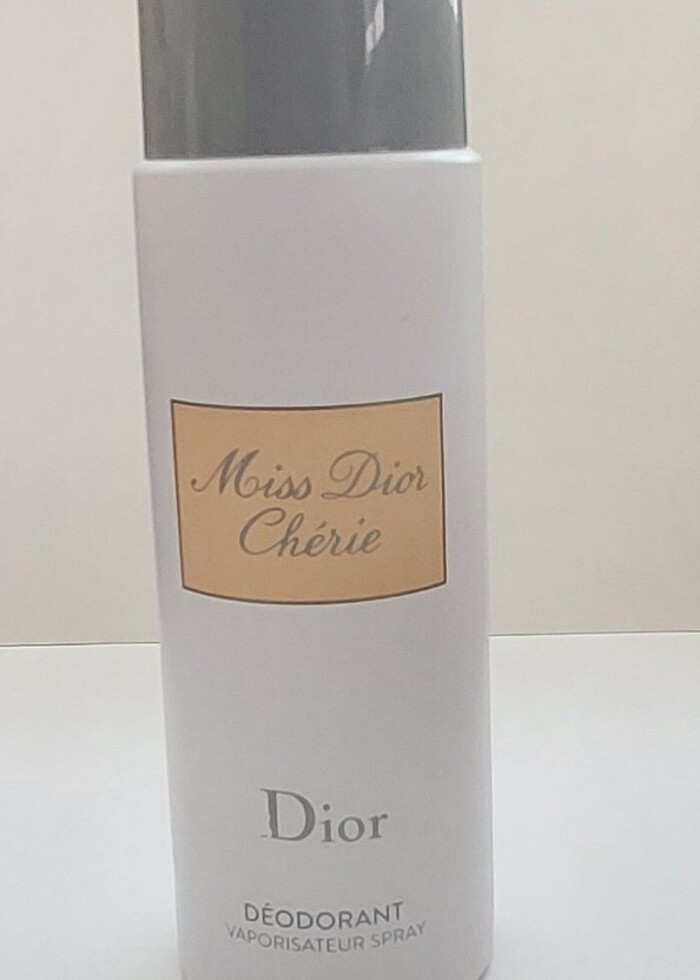 Miss Dior
Chérie
Dior
DÉODORANT
VAPORISATEUR SPRAY